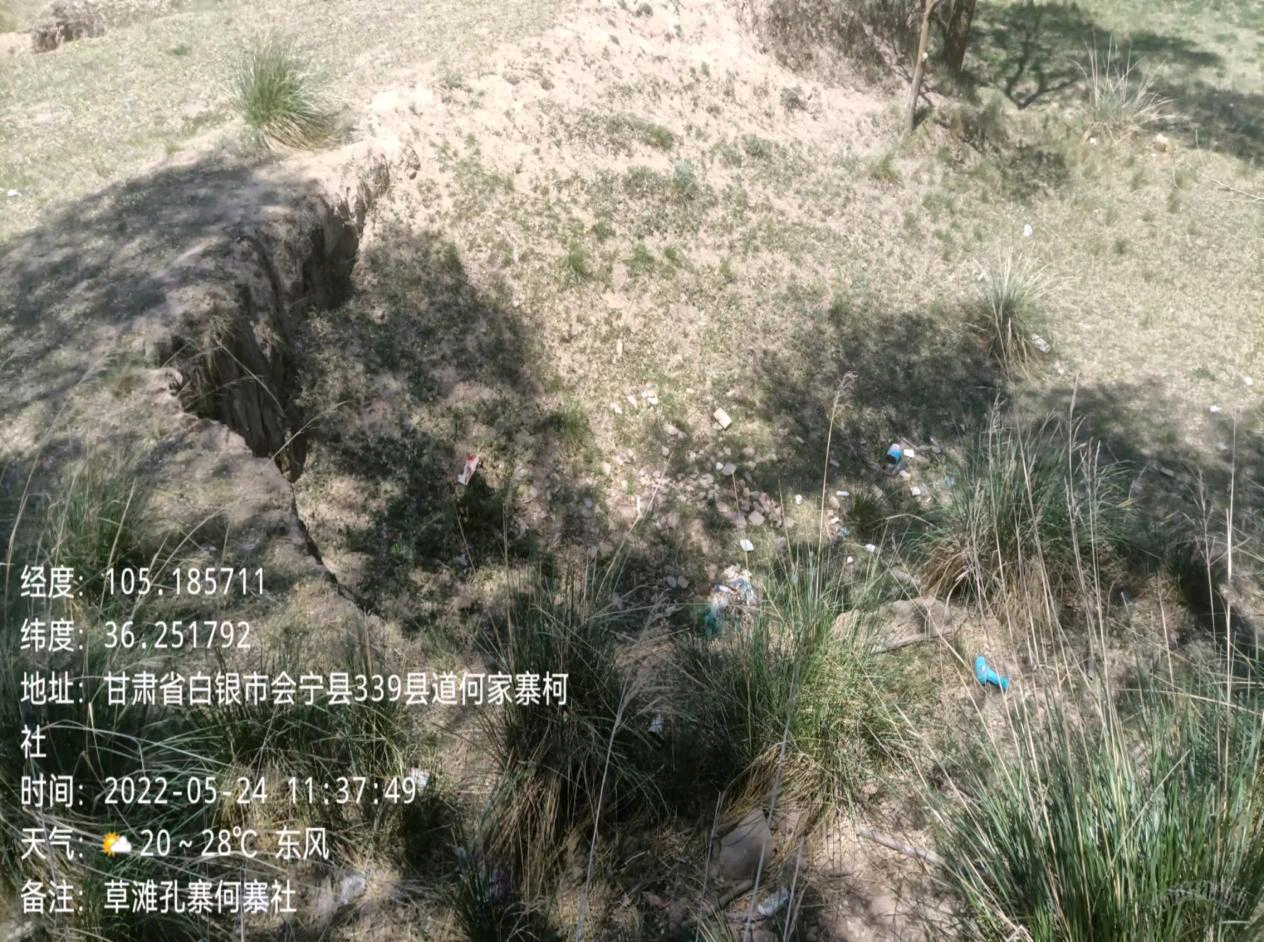 经度: 105.185711
纬度: 36.251792
地址: 甘肃省白银市会宁县339县道何家寨柯
社
时间: 2022-05-24 11:37:49
天气: 🌤 20~28℃ 东风
备注: 草滩孔寨何寨社